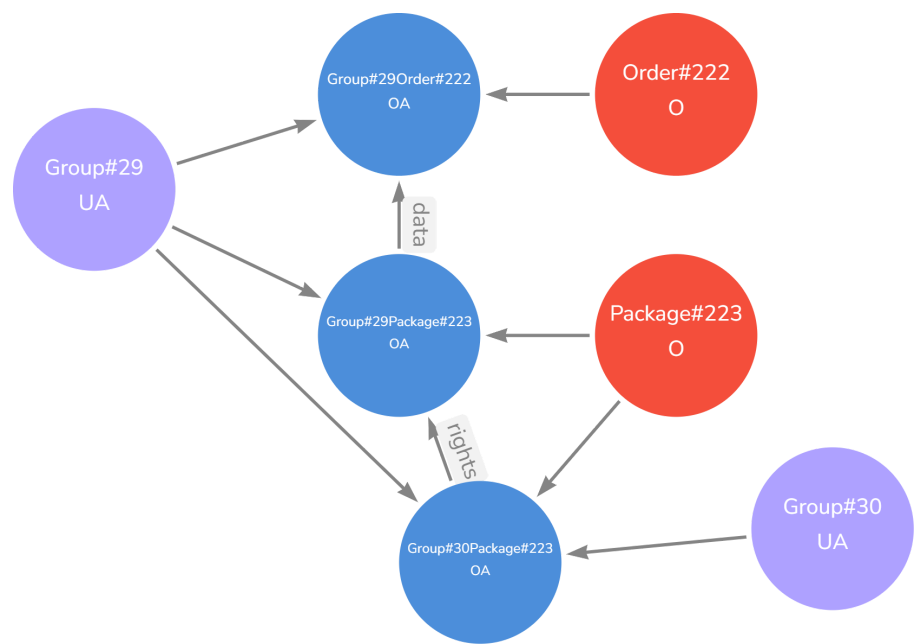 Group#29Order#222
OA
Order#222
O
Group#29
UA
data
Group#29Package#223
OA
Package#223
O
rights
Group#30Package#223
OA
Group#30
UA